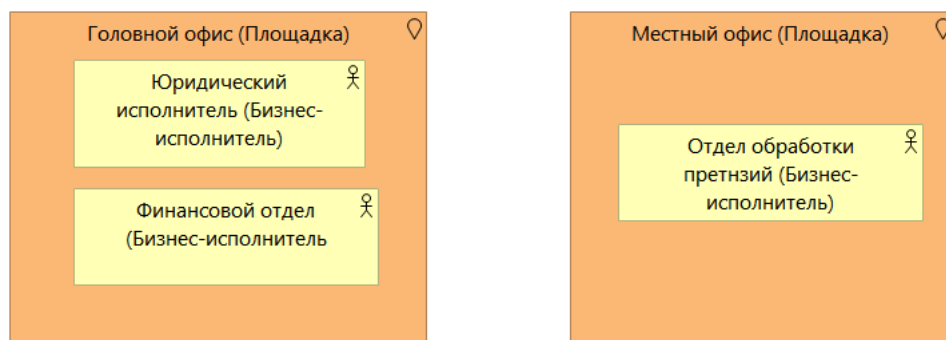 Головной офис (Площадка)
Юридический
исполнитель (Бизнес-
исполнитель)
Финансовой отдел
(Бизнес-исполнитель
Местный офис (Площадка)
Отдел обработки
претнзий (Бизнес-
исполнитель)